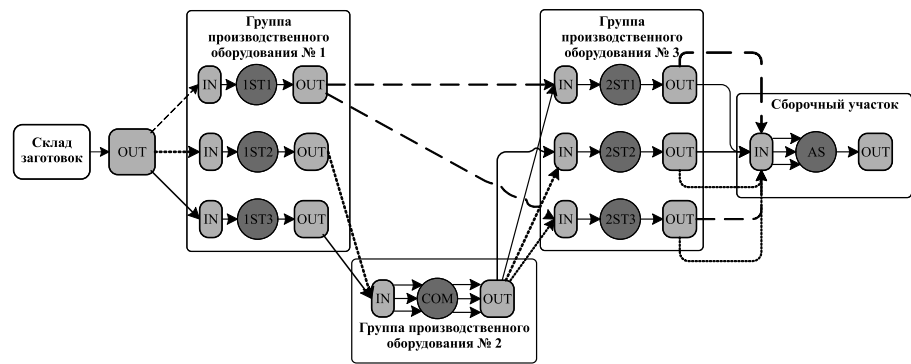 Группа
производственного
оборудования № 1
IN 1ST1 OUT
IN 1ST2 OUT
IN 1ST3 OUT
Склад
заготовок
OUT
IN COM OUT
Группа производственного
оборудования № 2
Группа
производственного
оборудования № 3
IN 2ST1 OUT
IN 2ST2 OUT
IN 2ST3 OUT
Сборочный участок
IN AS OUT